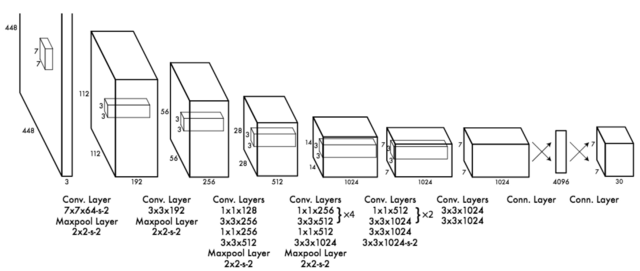 448
7
7
448
3
112
3
3
112
192
56
3
3
56
256
28
3
3
28
512
14
3
3
14
1024
7
3
3
7
1024
7
7
1024
4096
7
7
30
Conv. Layer
7x7x64-s-2
Maxpool Layer
2x2-s-2
Conv. Layer
3x3x192
Maxpool Layer
2x2-s-2
Conv. Layers
1x1x128
3x3x256
1x1x256
3x3x512
Maxpool Layer
2x2-s-2
Conv. Layers
1x1x256
3x3x512
}×4
1x1x512
3x3x1024
Maxpool Layer
2x2-s-2
Conv. Layers
1x1x512
3x3x1024
}×2
3x3x1024
3x3x1024-s-2
Conv. Layers
3x3x1024
3x3x1024
Conn. Layer
Conn. Layer